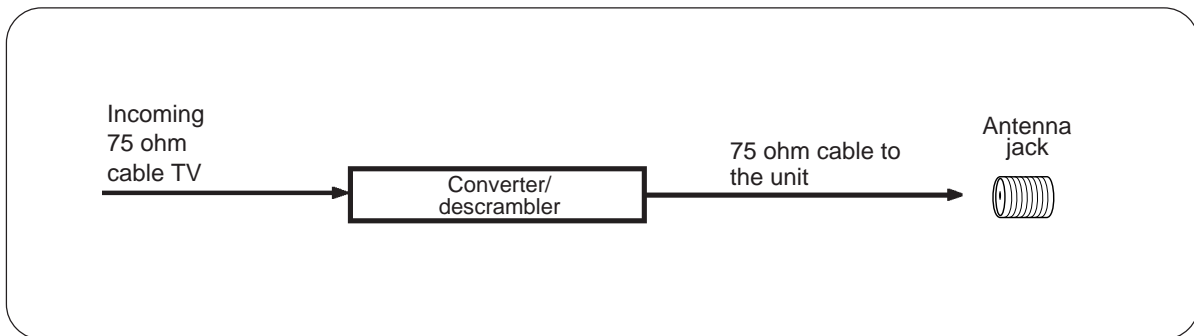 Incoming
75 ohm
cable TV
Converter/
descrambler
75 ohm cable to
the unit
Antenna
jack